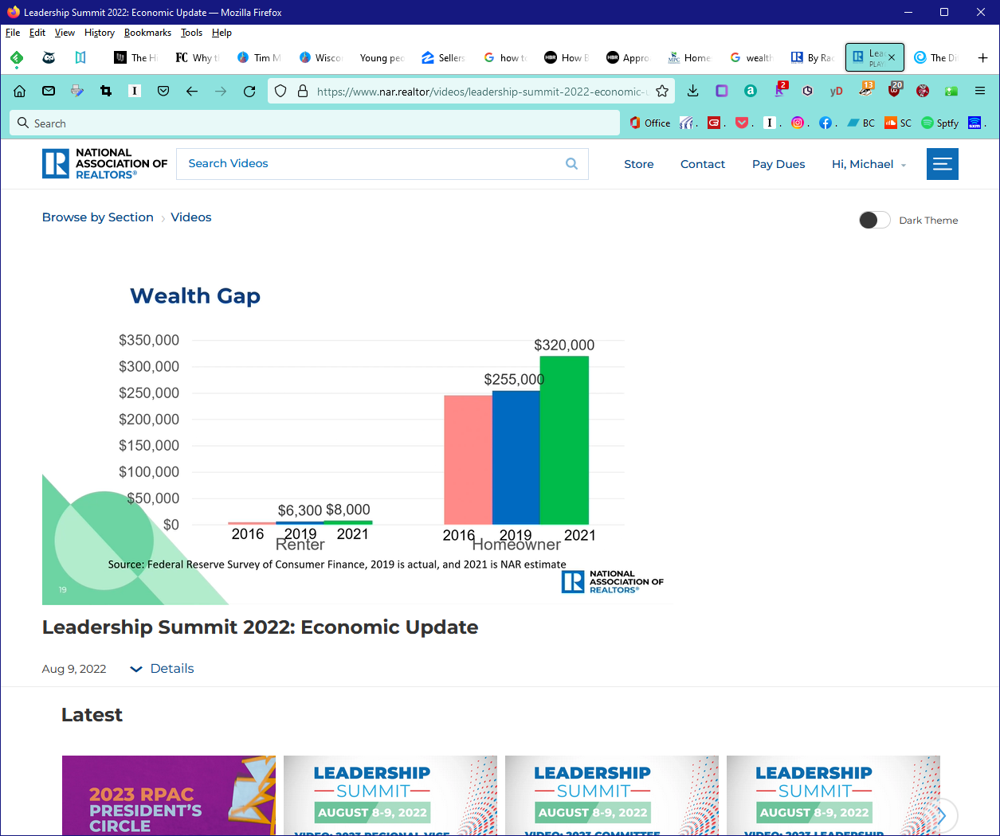 Leadership Summit 2022: Economic Update — Mozilla Firefox
File Edit View History Bookmarks Tools Help
The Hi FC Why t Tim M Wisco Young peo Sellers how to HBR How B HBR Appro MPC Home wealth By Rac Lea The Di
PLAY
I 2 yD 13 20
https://www.nar.realtor/videos/leadership-summit-2022-economic-u
Search Office . . . I . . . BC SC Sptfy sxm .
NATIONAL
ASSOCIATION OF
REALTORS®
Search Videos Store Contact Pay Dues Hi, Michael
Browse by Section › Videos
Dark Theme
Wealth Gap
$350,000
$300,000
$250,000
$200,000
$150,000
$100,000
$50,000
$0
$320,000
$255,000
$6,300 $8,000
2016 2019 2021 2016 2019 2021
Renter Homeowner
Source: Federal Reserve Survey of Consumer Finance, 2019 is actual, and 2021 is NAR estimate
19
NATIONAL
ASSOCIATION OF
REALTORS®
Leadership Summit 2022: Economic Update
Aug 9, 2022 Details
Latest
2023 RPAC
PRESIDENT'S
CIRCLE
LEADERSHIP
SUMMIT
AUGUST 8-9, 2022
VIDEO: 2023 REGIONAL VICE
LEADERSHIP
SUMMIT
AUGUST 8-9, 2022
VIDEO: 2023 COMMITTEE
LEADERSHIP
SUMMIT
AUGUST 8-9, 2022
VIDEO: 2023 LEADERSHIP